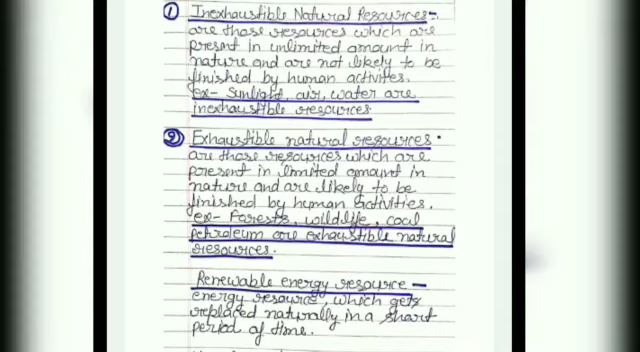 ① Inexhaustible Natural Resources-
are those resources which are
present in unlimited amount in
nature and are not likely to be
finished by human activites.
ex- Sunlight, air, water are
inexhaustible resources
② Exhaustible natural resources.
are those resources which are
present in limited amount in
nature and are likely to be
finished by human activities.
ex- Forests, wildlife, coal
petroleum are exhaustible natural
resources.
Renewable energy resource -
energy resource, which gets
replaced naturally in a short
period of time.